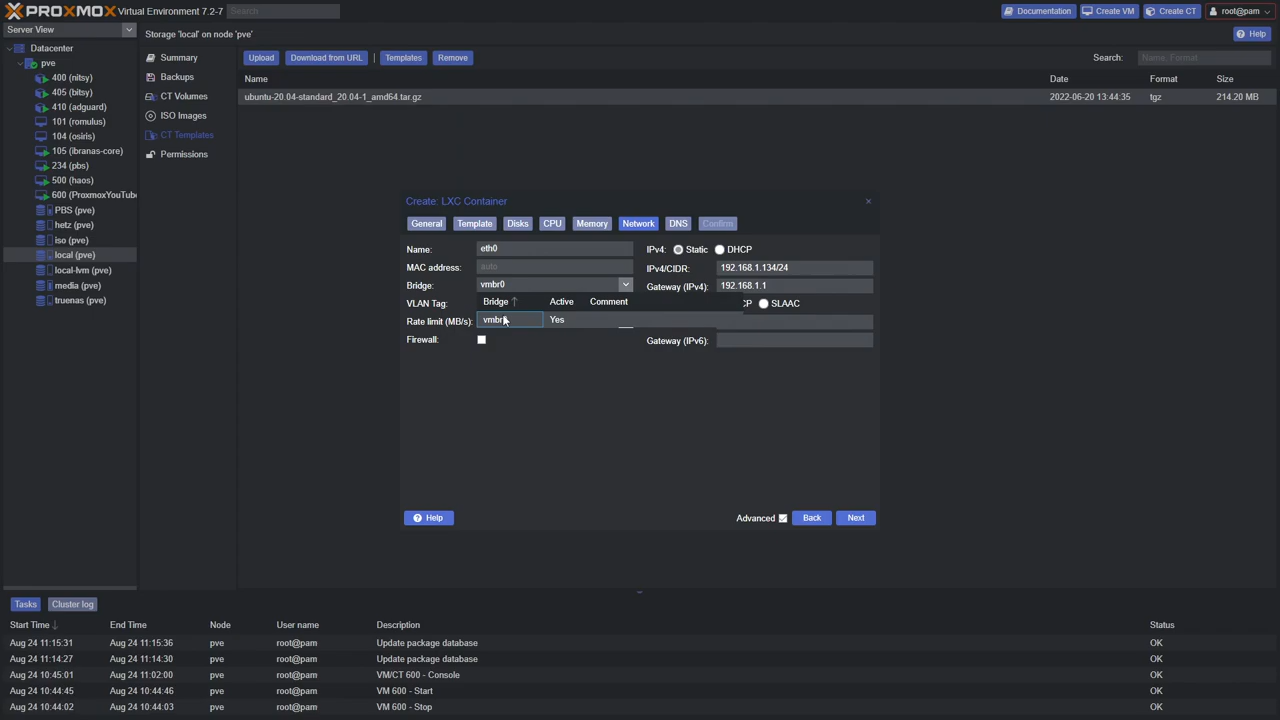 PROXMOX Virtual Environment 7.2-7 Search Documentation Create VM Create CT root@pam
Server View
Storage 'local' on node 'pve' Help
Datacenter
pve
400 (nitsy)
405 (bitsy)
410 (adguard)
101 (romulus)
104 (osiris)
105 (ibranas-core)
234 (pbs)
500 (haos)
600 (ProxmoxYouTube
PBS (pve)
hetz (pve)
iso (pve)
local (pve)
local-lvm (pve)
media (pve)
truenas (pve)
Summary
Backups
CT Volumes
ISO Images
CT Templates
Permissions
Upload Download from URL | Templates Remove Search: Name, Format
Name Date Format Size
ubuntu-20.04-standard_20.04-1_amd64.tar.gz 2022-06-20 13:44:35 tgz 214.20 MB
Create: LXC Container
General Template Disks CPU Memory Network DNS Confirm
Name: eth0 IPv4: Static DHCP
MAC address: auto IPv4/CIDR: 192.168.1.134/24
Bridge: vmbr0 Gateway (IPv4): 192.168.1.1
VLAN Tag: Bridge ↑ Active Comment CP SLAAC
Rate limit (MB/s): vmbr0 Yes
Firewall: Gateway (IPv6):
Help Advanced Back Next
Tasks Cluster log
Start Time ↓ End Time Node User name Description Status
Aug 24 11:15:31 Aug 24 11:15:36 pve root@pam Update package database OK
Aug 24 11:14:27 Aug 24 11:14:30 pve root@pam Update package database OK
Aug 24 10:45:01 Aug 24 11:02:00 pve root@pam VM/CT 600 - Console OK
Aug 24 10:44:45 Aug 24 10:44:46 pve root@pam VM 600 - Start OK
Aug 24 10:44:02 Aug 24 10:44:03 pve root@pam VM 600 - Stop OK